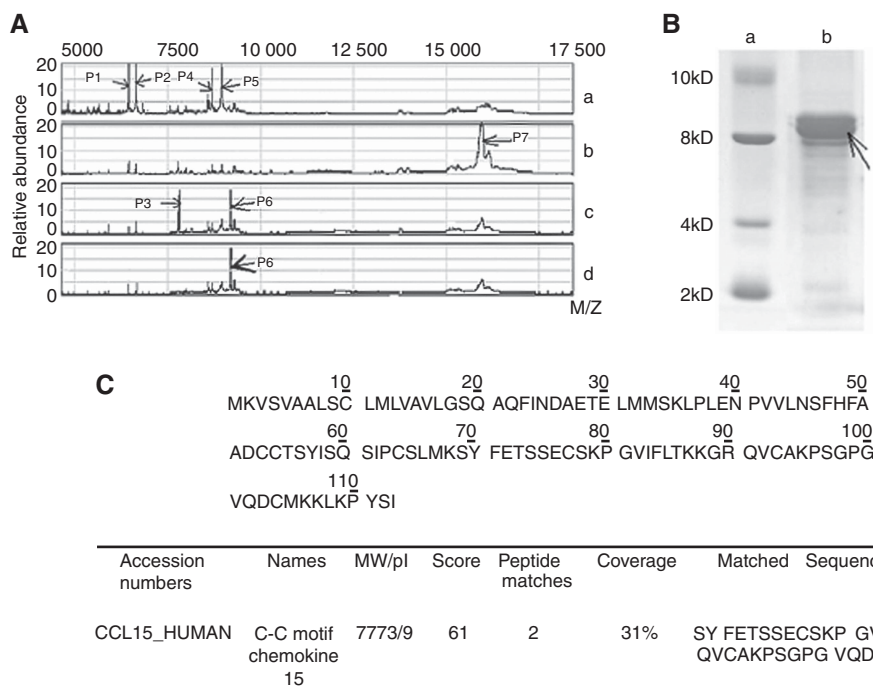 A
5000 7500 10 000 12 500 15 000 17 500
Relative abundance
20
10
0
P1 P2 P4 P5
a
20
10
0
P7
b
20
10
0
P3 P6
c
20
10
0
P6
d
M/Z
B
a b
10kD
8kD
4kD
2kD
C
10 20 30 40 50
MKVSVAALSC LMLVAVLGSQ AQFINDAETE LMMSKLPLEN PVVLNSFHFA
60 70 80 90 100
ADCCTSYISQ SIPCSLMKSY FETSSECSKP GVIFLTKKGR QVCAKPSGPG
110
VQDCMKKLKP YSI
Accession numbers Names MW/pI Score Peptide matches Coverage Matched Sequenc
CCL15_HUMAN C-C motif chemokine 15 7773/9 61 2 31% SY FETSSECSKP GV
QVCAKPSGPG VQD